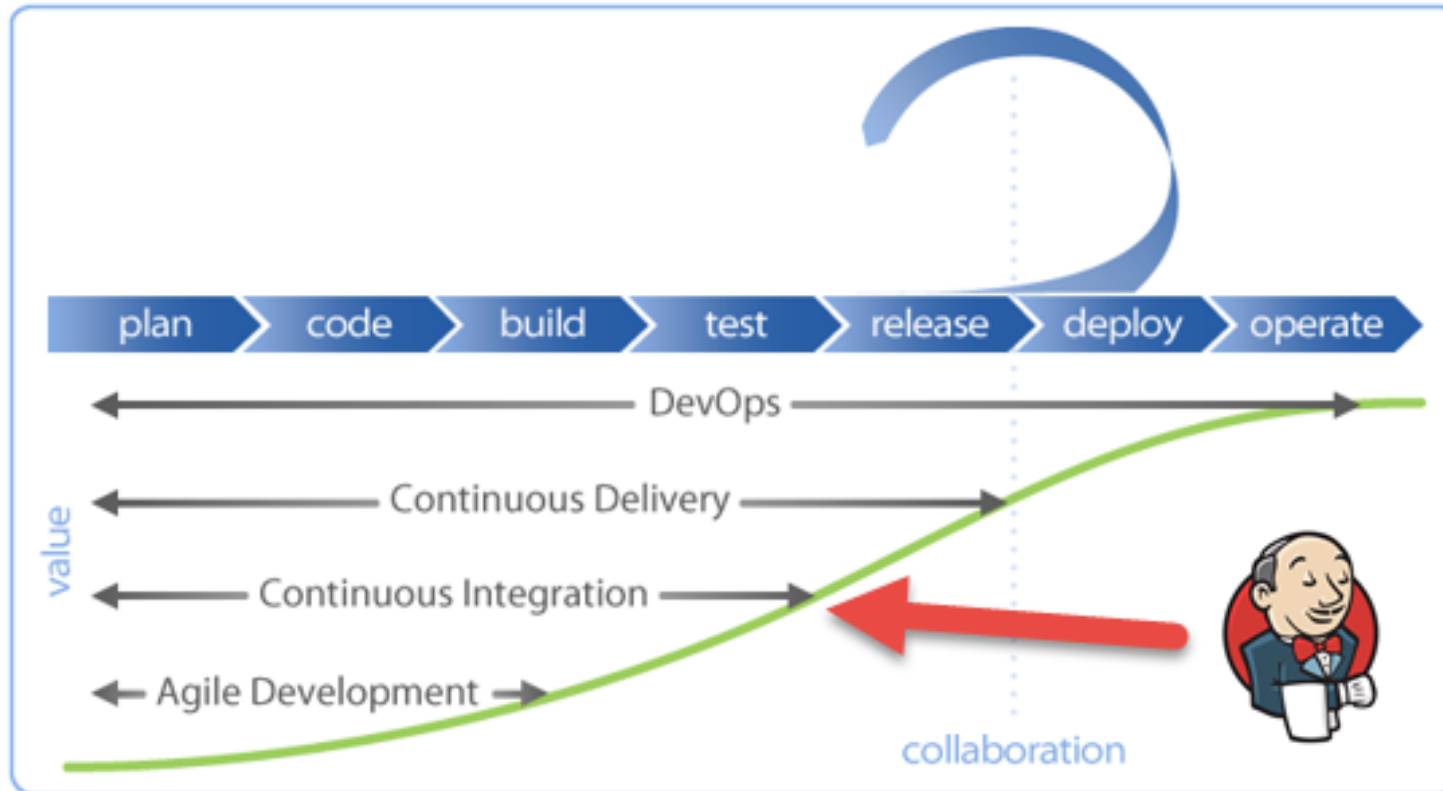 plan code build test release deploy operate
DevOps
Continuous Delivery
value
Continuous Integration
Agile Development
collaboration